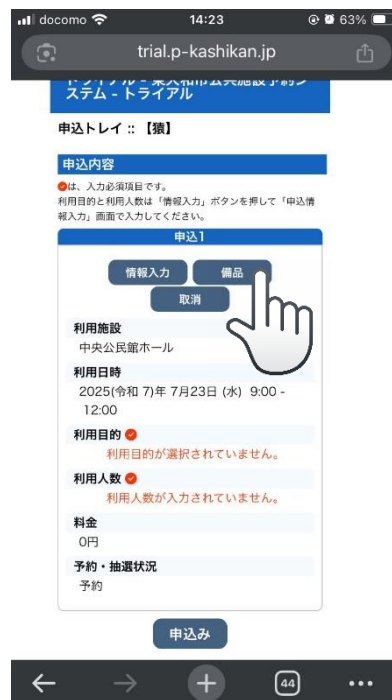 docomo 14:23 63%
trial.p-kashikan.jp
ステム - トライアル
申込トレイ :: 【猿】
申込内容
は、入力必須項目です。
利用目的と利用人数は「情報入力」ボタンを押して「申込情
報入力」画面で入力してください。
申込1
情報入力 備品
取消
利用施設
中央公民館ホール
利用日時
2025(令和 7)年 7月23日 (水) 9:00 -
12:00
利用目的
利用目的が選択されていません。
利用人数
利用人数が入力されていません。
料金
0円
予約・抽選状況
予約
申込み
44